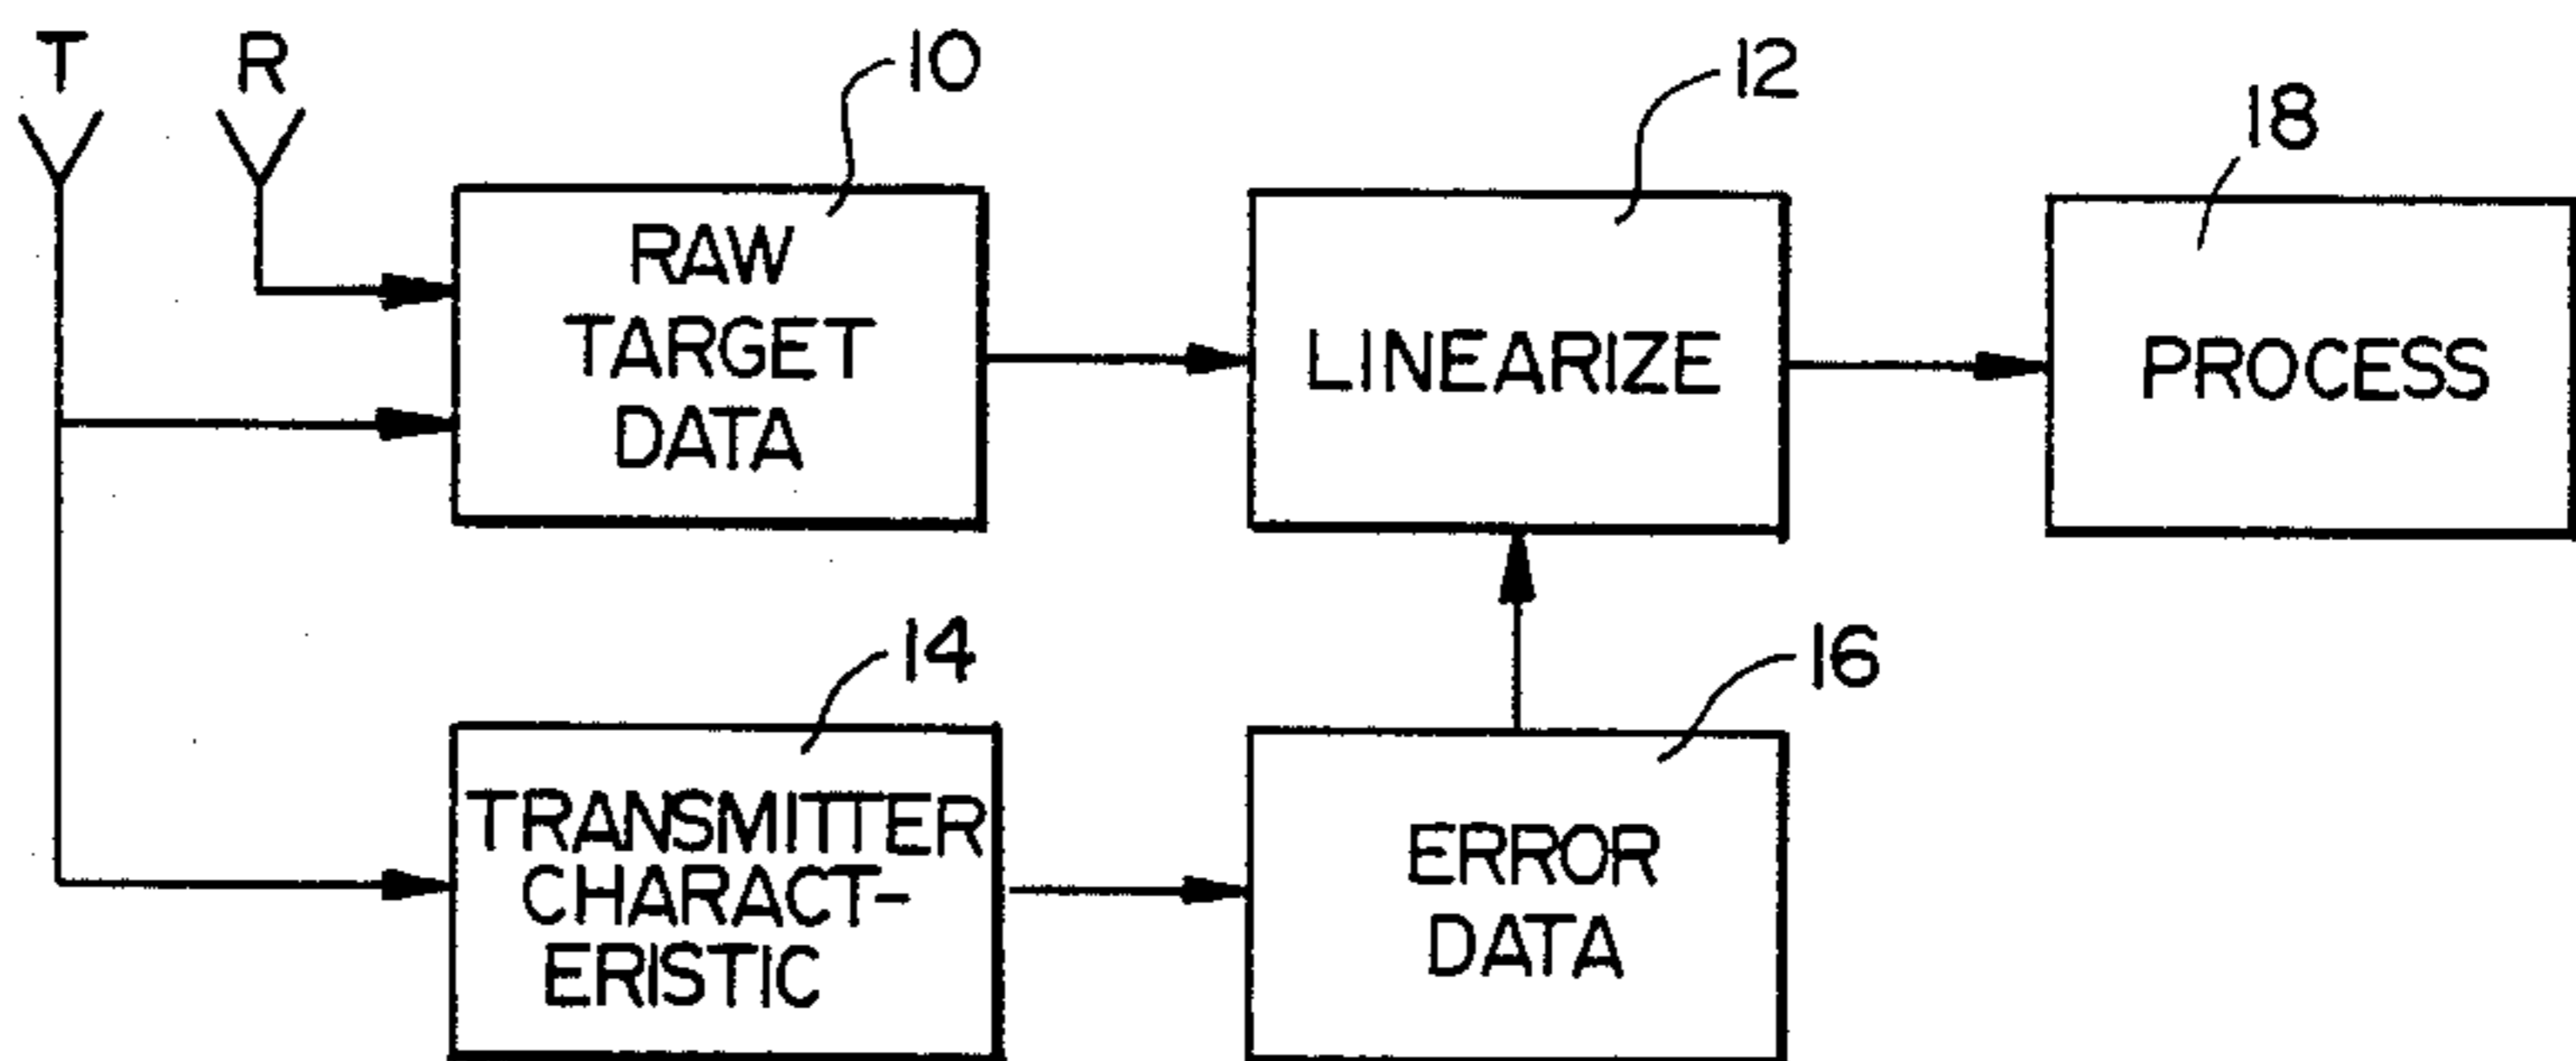 T
R
10
12
18
RAW
TARGET
DATA
LINEARIZE
PROCESS
14
16
TRANSMITTER
CHARACT-
ERISTIC
ERROR
DATA